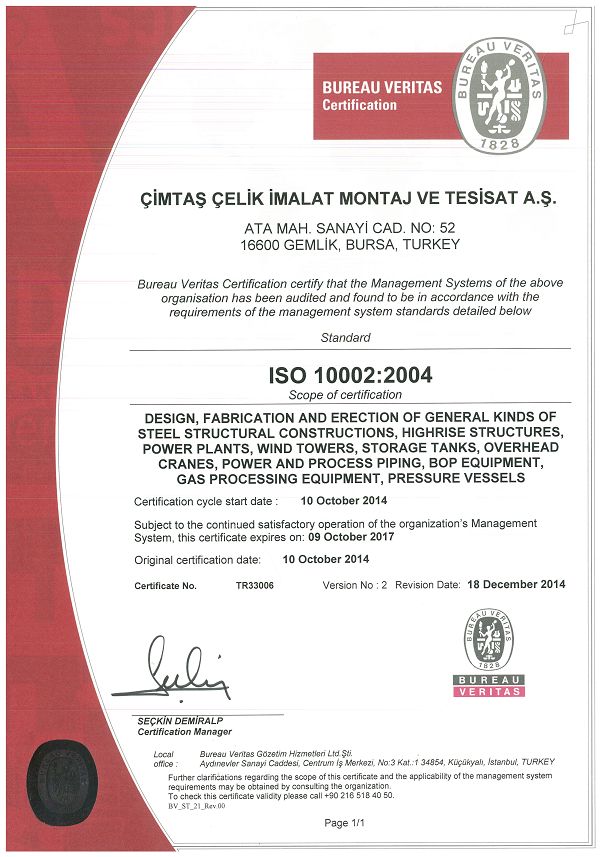 BUREAU VERITAS
Certification
BUREAU VERITAS
1828
ÇİMTAŞ ÇELİK İMALAT MONTAJ VE TESİSAT A.Ş.
ATA MAH. SANAYİ CAD. NO: 52
16600 GEMLİK, BURSA, TURKEY
Bureau Veritas Certification certify that the Management Systems of the above
organisation has been audited and found to be in accordance with the
requirements of the management system standards detailed below
Standard
ISO 10002:2004
Scope of certification
DESIGN, FABRICATION AND ERECTION OF GENERAL KINDS OF
STEEL STRUCTURAL CONSTRUCTIONS, HIGHRISE STRUCTURES,
POWER PLANTS, WIND TOWERS, STORAGE TANKS, OVERHEAD
CRANES, POWER AND PROCESS PIPING, BOP EQUIPMENT,
GAS PROCESSING EQUIPMENT, PRESSURE VESSELS
Certification cycle start date : 10 October 2014
Subject to the continued satisfactory operation of the organization's Management
System, this certificate expires on: 09 October 2017
Original certification date: 10 October 2014
Certificate No. TR33006 Version No : 2 Revision Date: 18 December 2014
BUREAU VERITAS
1828
BUREAU
VERITAS
SEÇKİN DEMİRALP
Certification Manager
Local office : Bureau Veritas Gözetim Hizmetleri Ltd.Şti.
Aydınevler Sanayi Caddesi, Centrum İş Merkezi, No:3 Kat.:1 34854, Küçükyalı, İstanbul, TURKEY
Further clarifications regarding the scope of this certificate and the applicability of the management system
requirements may be obtained by consulting the organization.
To check this certificate validity please call +90 216 518 40 50.
BV_ST_21_Rev.00
Page 1/1